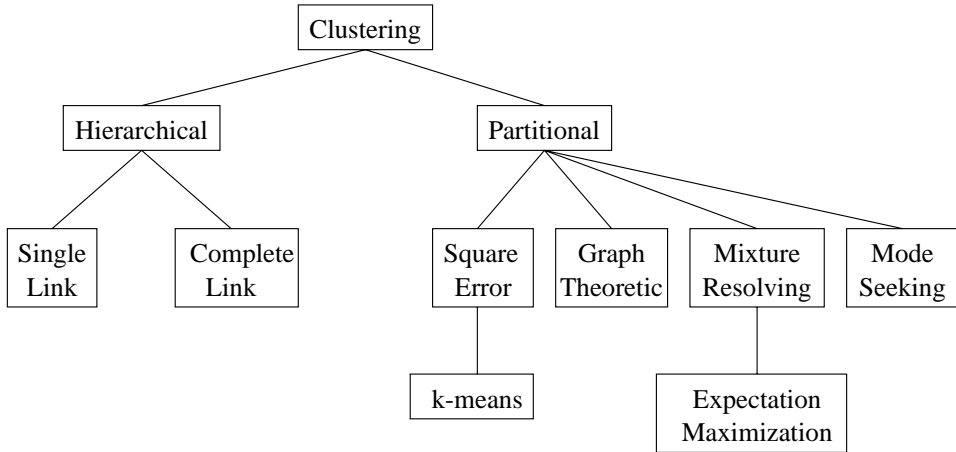 Clustering
Hierarchical
Partitional
Single
Link
Complete
Link
Square
Error
Graph
Theoretic
Mixture
Resolving
Mode
Seeking
k-means
Expectation
Maximization